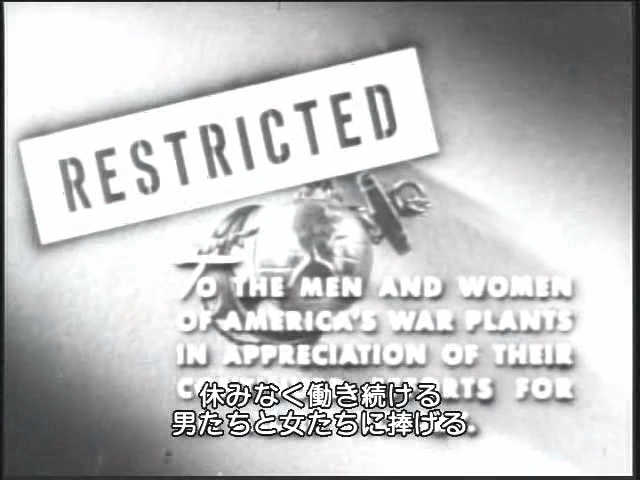 RESTRICTED
TO THE MEN AND WOMEN
OF AMERICA'S WAR PLANTS
IN APPRECIATION OF THEIR
FOR
休みなく働き続ける
男たちと女たちに捧げる